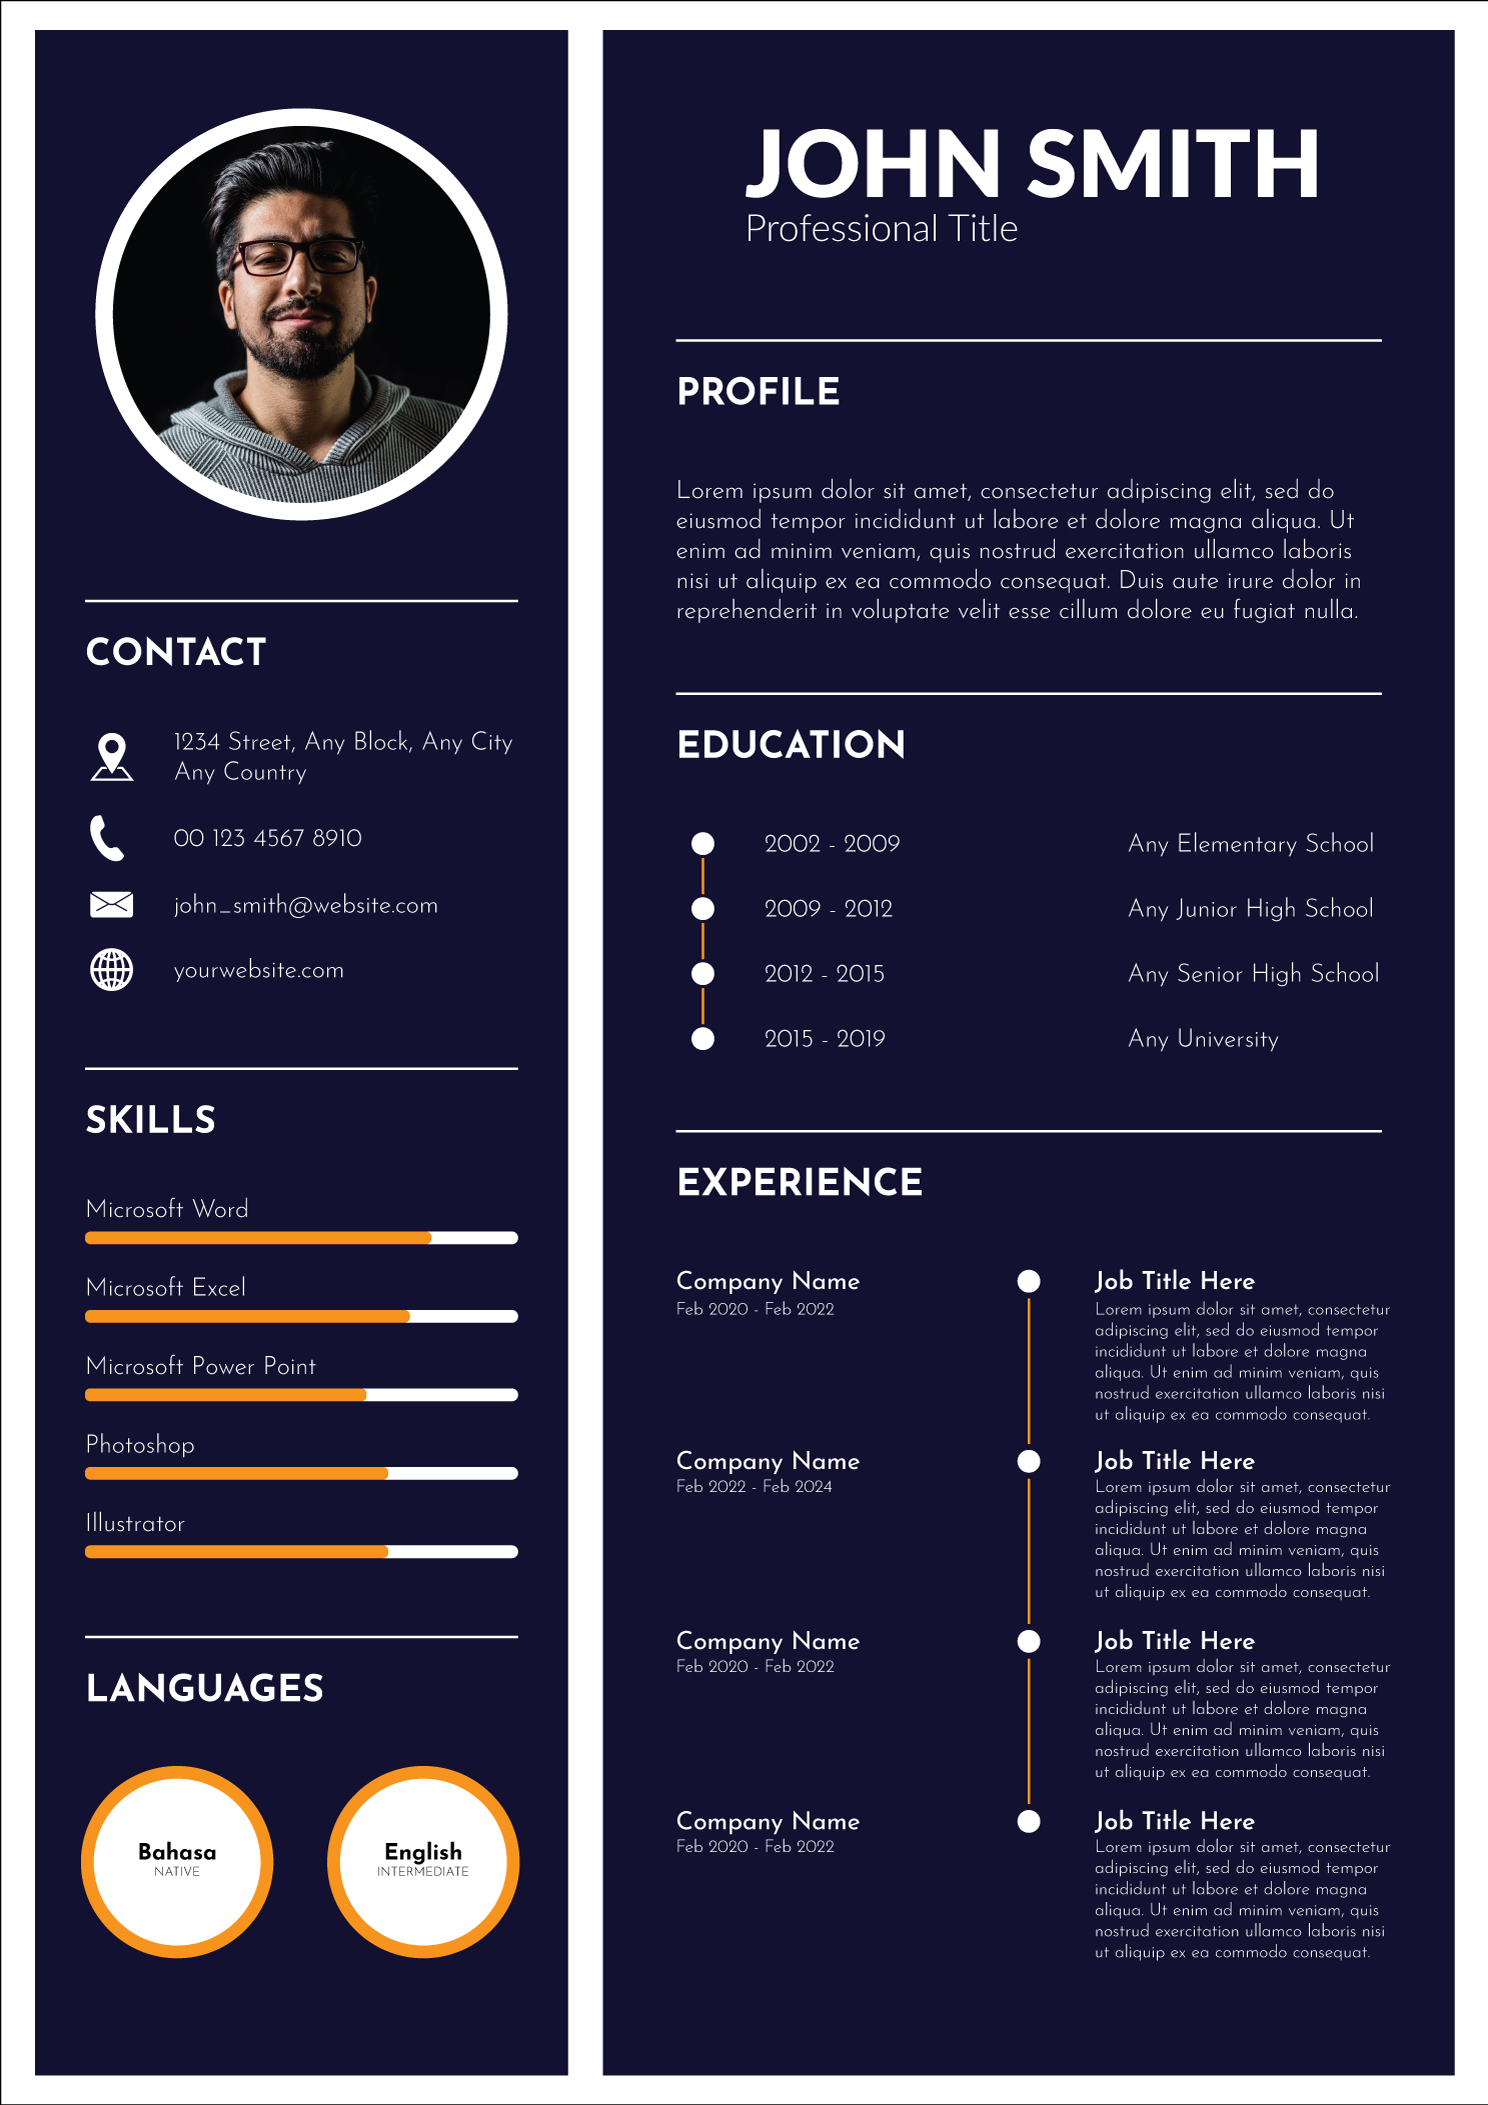 JOHN SMITH
Professional Title
CONTACT
1234 Street, Any Block, Any City
Any Country
00 123 4567 8910
john_smith@website.com
yourwebsite.com
SKILLS
Microsoft Word
Microsoft Excel
Microsoft Power Point
Photoshop
Illustrator
LANGUAGES
Bahasa
NATIVE
English
INTERMEDIATE
PROFILE
Lorem ipsum dolor sit amet, consectetur adipiscing elit, sed do
eiusmod tempor incididunt ut labore et dolore magna aliqua. Ut
enim ad minim veniam, quis nostrud exercitation ullamco laboris
nisi ut aliquip ex ea commodo consequat. Duis aute irure dolor in
reprehenderit in voluptate velit esse cillum dolore eu fugiat nulla.
EDUCATION
2002 - 2009 Any Elementary School
2009 - 2012 Any Junior High School
2012 - 2015 Any Senior High School
2015 - 2019 Any University
EXPERIENCE
Company Name
Feb 2020 - Feb 2022
Job Title Here
Lorem ipsum dolor sit amet, consectetur
adipiscing elit, sed do eiusmod tempor
incididunt ut labore et dolore magna
aliqua. Ut enim ad minim veniam, quis
nostrud exercitation ullamco laboris nisi
ut aliquip ex ea commodo consequat.
Company Name
Feb 2022 - Feb 2024
Job Title Here
Lorem ipsum dolor sit amet, consectetur
adipiscing elit, sed do eiusmod tempor
incididunt ut labore et dolore magna
aliqua. Ut enim ad minim veniam, quis
nostrud exercitation ullamco laboris nisi
ut aliquip ex ea commodo consequat.
Company Name
Feb 2020 - Feb 2022
Job Title Here
Lorem ipsum dolor sit amet, consectetur
adipiscing elit, sed do eiusmod tempor
incididunt ut labore et dolore magna
aliqua. Ut enim ad minim veniam, quis
nostrud exercitation ullamco laboris nisi
ut aliquip ex ea commodo consequat.
Company Name
Feb 2020 - Feb 2022
Job Title Here
Lorem ipsum dolor sit amet, consectetur
adipiscing elit, sed do eiusmod tempor
incididunt ut labore et dolore magna
aliqua. Ut enim ad minim veniam, quis
nostrud exercitation ullamco laboris nisi
ut aliquip ex ea commodo consequat.